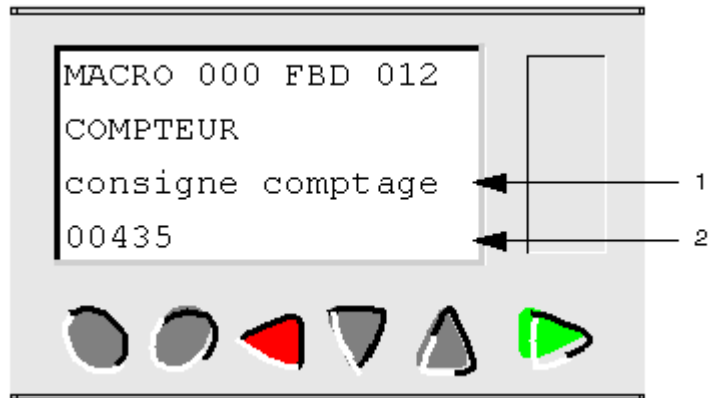 MACRO 000 FBD 012
COMPTEUR
consigne comptage
1
00435
2